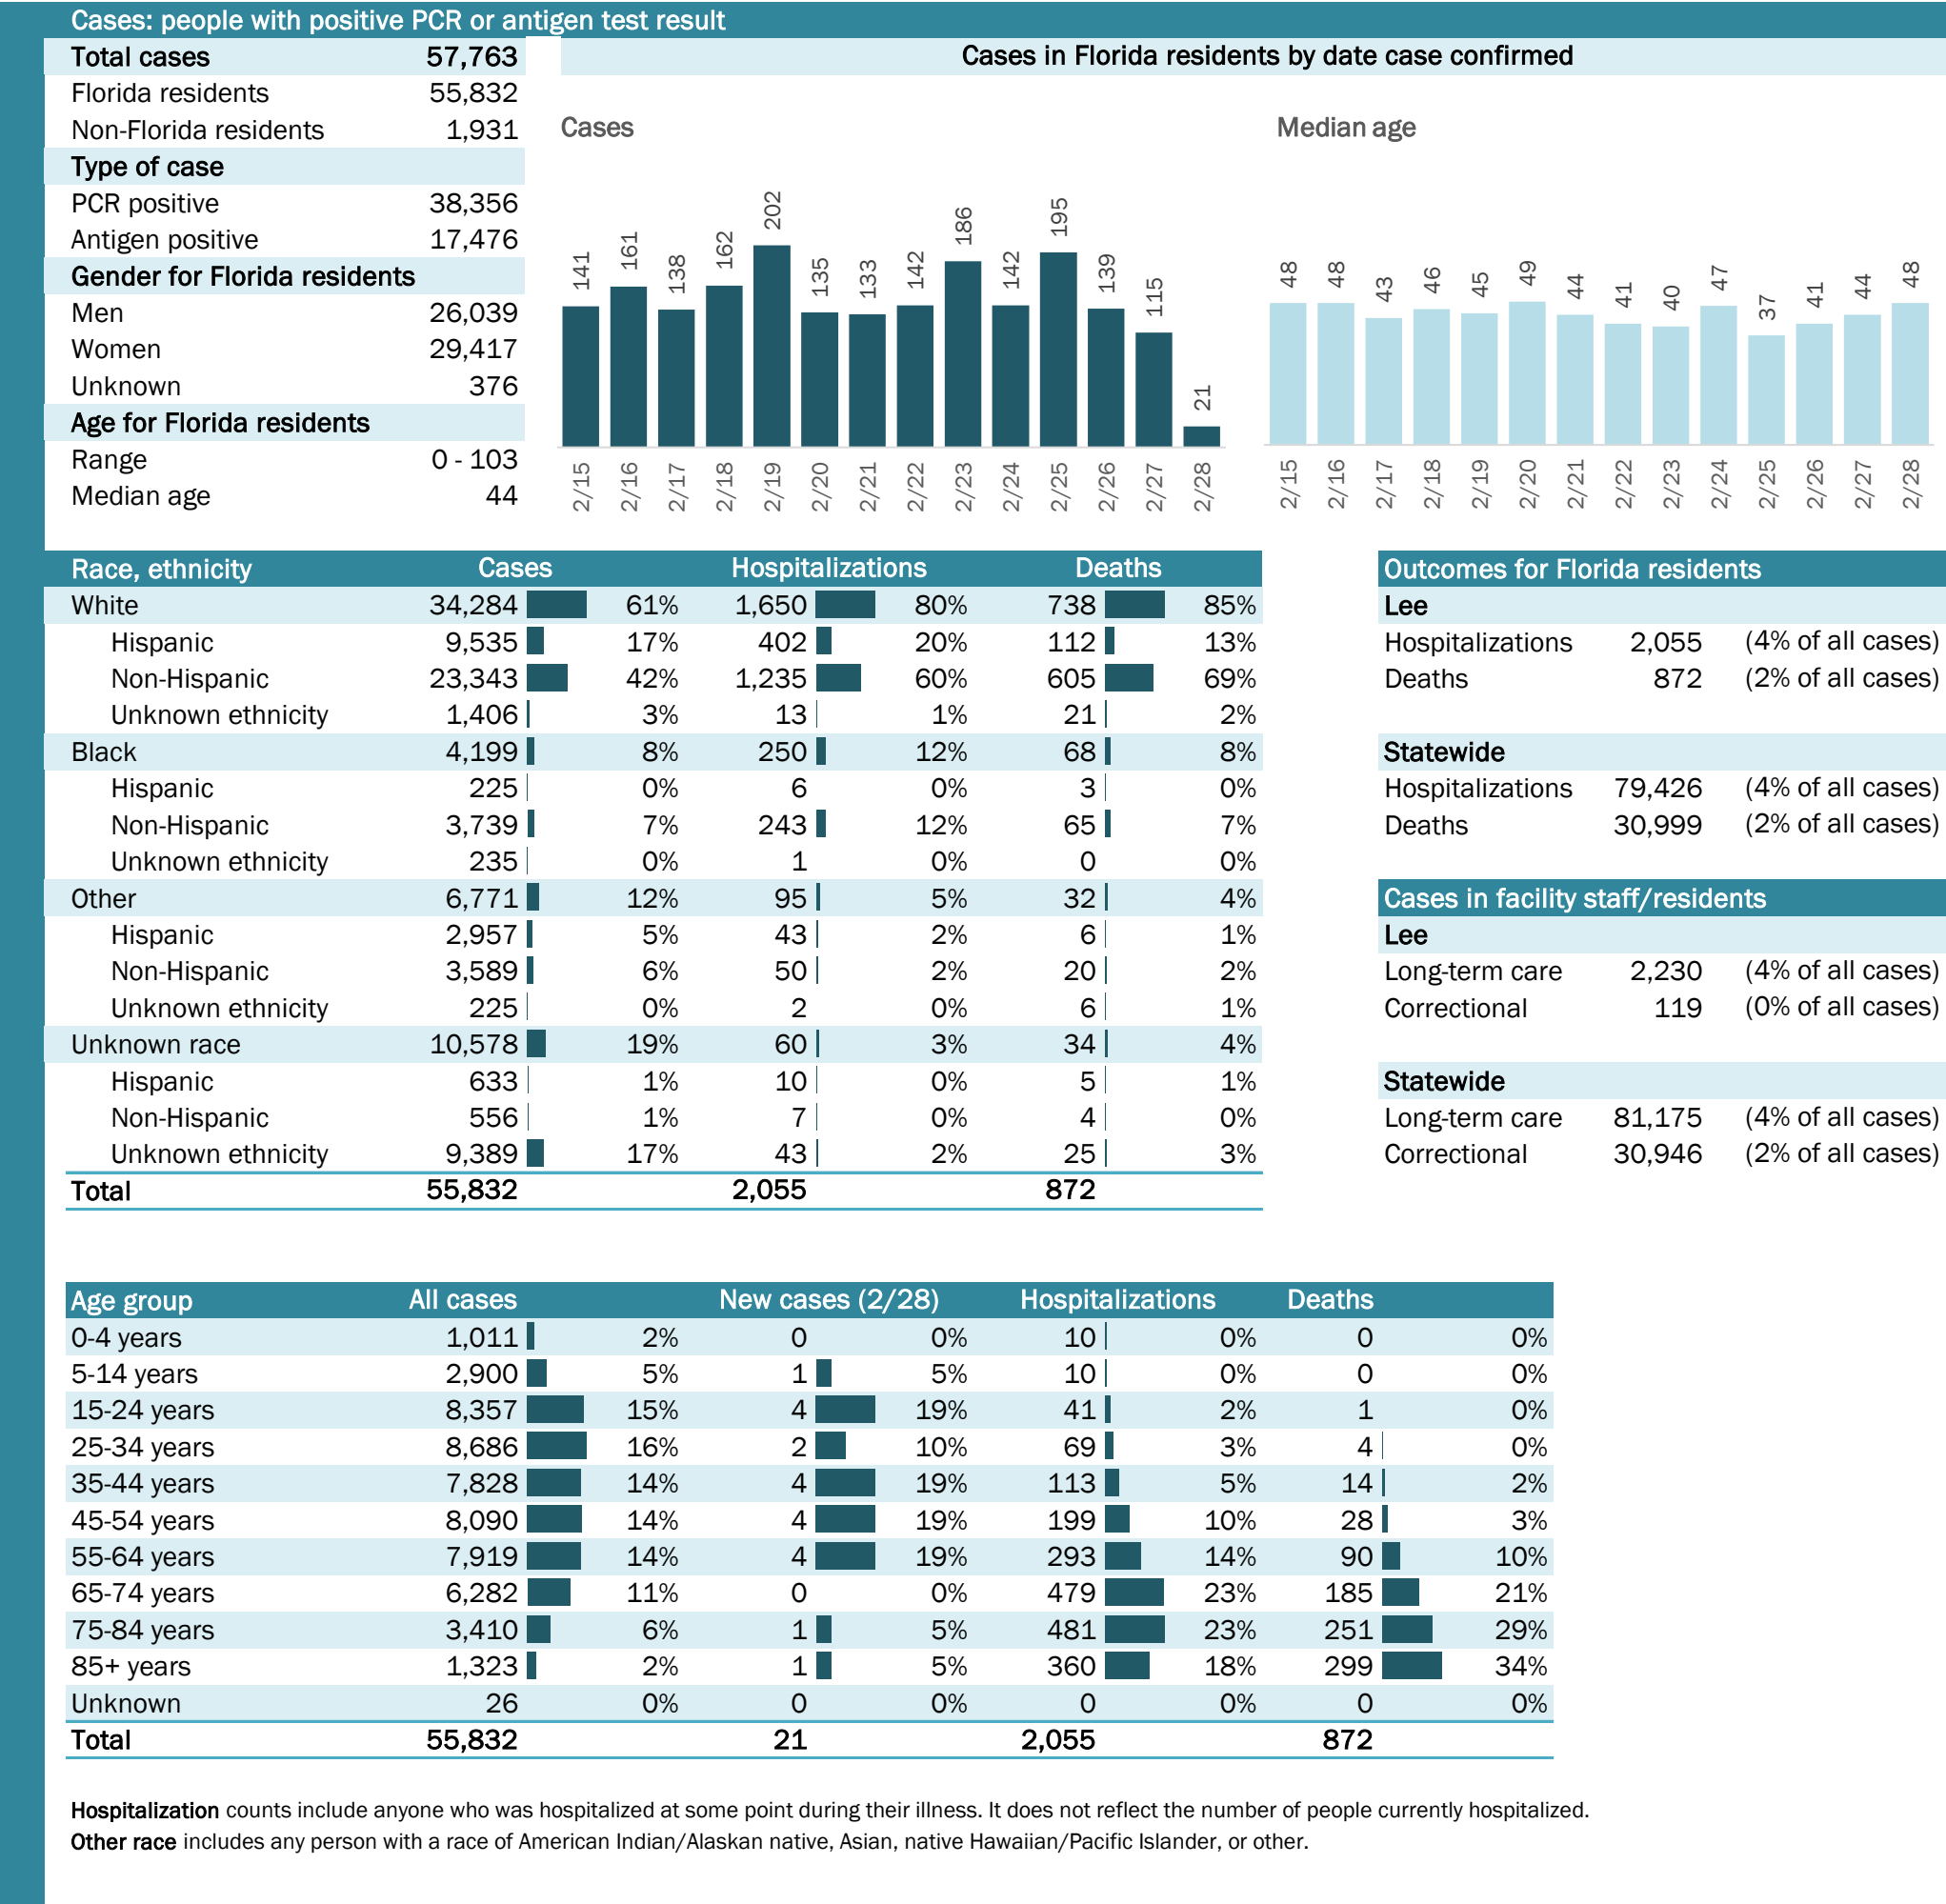 Cases: people with positive PCR or antigen test result
Total cases 57,763
Florida residents 55,832
Non-Florida residents 1,931
Type of case
PCR positive 38,356
Antigen positive 17,476
Gender for Florida residents
Men 26,039
Women 29,417
Unknown 376
Age for Florida residents
Range 0 - 103
Median age 44
Cases in Florida residents by date case confirmed
Cases
141 161 138 162 202 135 133 142 186 142 195 139 115 21
2/15 2/16 2/17 2/18 2/19 2/20 2/21 2/22 2/23 2/24 2/25 2/26 2/27 2/28
Median age
48 48 43 46 45 49 44 41 40 47 37 41 44 48
2/15 2/16 2/17 2/18 2/19 2/20 2/21 2/22 2/23 2/24 2/25 2/26 2/27 2/28
Race, ethnicity Cases Hospitalizations Deaths
White 34,284 61% 1,650 80% 738 85%
Hispanic 9,535 17% 402 20% 112 13%
Non-Hispanic 23,343 42% 1,235 60% 605 69%
Unknown ethnicity 1,406 3% 13 1% 21 2%
Black 4,199 8% 250 12% 68 8%
Hispanic 225 0% 6 0% 3 0%
Non-Hispanic 3,739 7% 243 12% 65 7%
Unknown ethnicity 235 0% 1 0% 0 0%
Other 6,771 12% 95 5% 32 4%
Hispanic 2,957 5% 43 2% 6 1%
Non-Hispanic 3,589 6% 50 2% 20 2%
Unknown ethnicity 225 0% 2 0% 6 1%
Unknown race 10,578 19% 60 3% 34 4%
Hispanic 633 1% 10 0% 5 1%
Non-Hispanic 556 1% 7 0% 4 0%
Unknown ethnicity 9,389 17% 43 2% 25 3%
Total 55,832 2,055 872
Outcomes for Florida residents
Lee
Hospitalizations 2,055 (4% of all cases)
Deaths 872 (2% of all cases)
Statewide
Hospitalizations 79,426 (4% of all cases)
Deaths 30,999 (2% of all cases)
Cases in facility staff/residents
Lee
Long-term care 2,230 (4% of all cases)
Correctional 119 (0% of all cases)
Statewide
Long-term care 81,175 (4% of all cases)
Correctional 30,946 (2% of all cases)
Age group All cases New cases (2/28) Hospitalizations Deaths
0-4 years 1,011 2% 0 0% 10 0% 0 0%
5-14 years 2,900 5% 1 5% 10 0% 0 0%
15-24 years 8,357 15% 4 19% 41 2% 1 0%
25-34 years 8,686 16% 2 10% 69 3% 4 0%
35-44 years 7,828 14% 4 19% 113 5% 14 2%
45-54 years 8,090 14% 4 19% 199 10% 28 3%
55-64 years 7,919 14% 4 19% 293 14% 90 10%
65-74 years 6,282 11% 0 0% 479 23% 185 21%
75-84 years 3,410 6% 1 5% 481 23% 251 29%
85+ years 1,323 2% 1 5% 360 18% 299 34%
Unknown 26 0% 0 0% 0 0% 0 0%
Total 55,832 21 2,055 872
Hospitalization counts include anyone who was hospitalized at some point during their illness. It does not reflect the number of people currently hospitalized.
Other race includes any person with a race of American Indian/Alaskan native, Asian, native Hawaiian/Pacific Islander, or other.